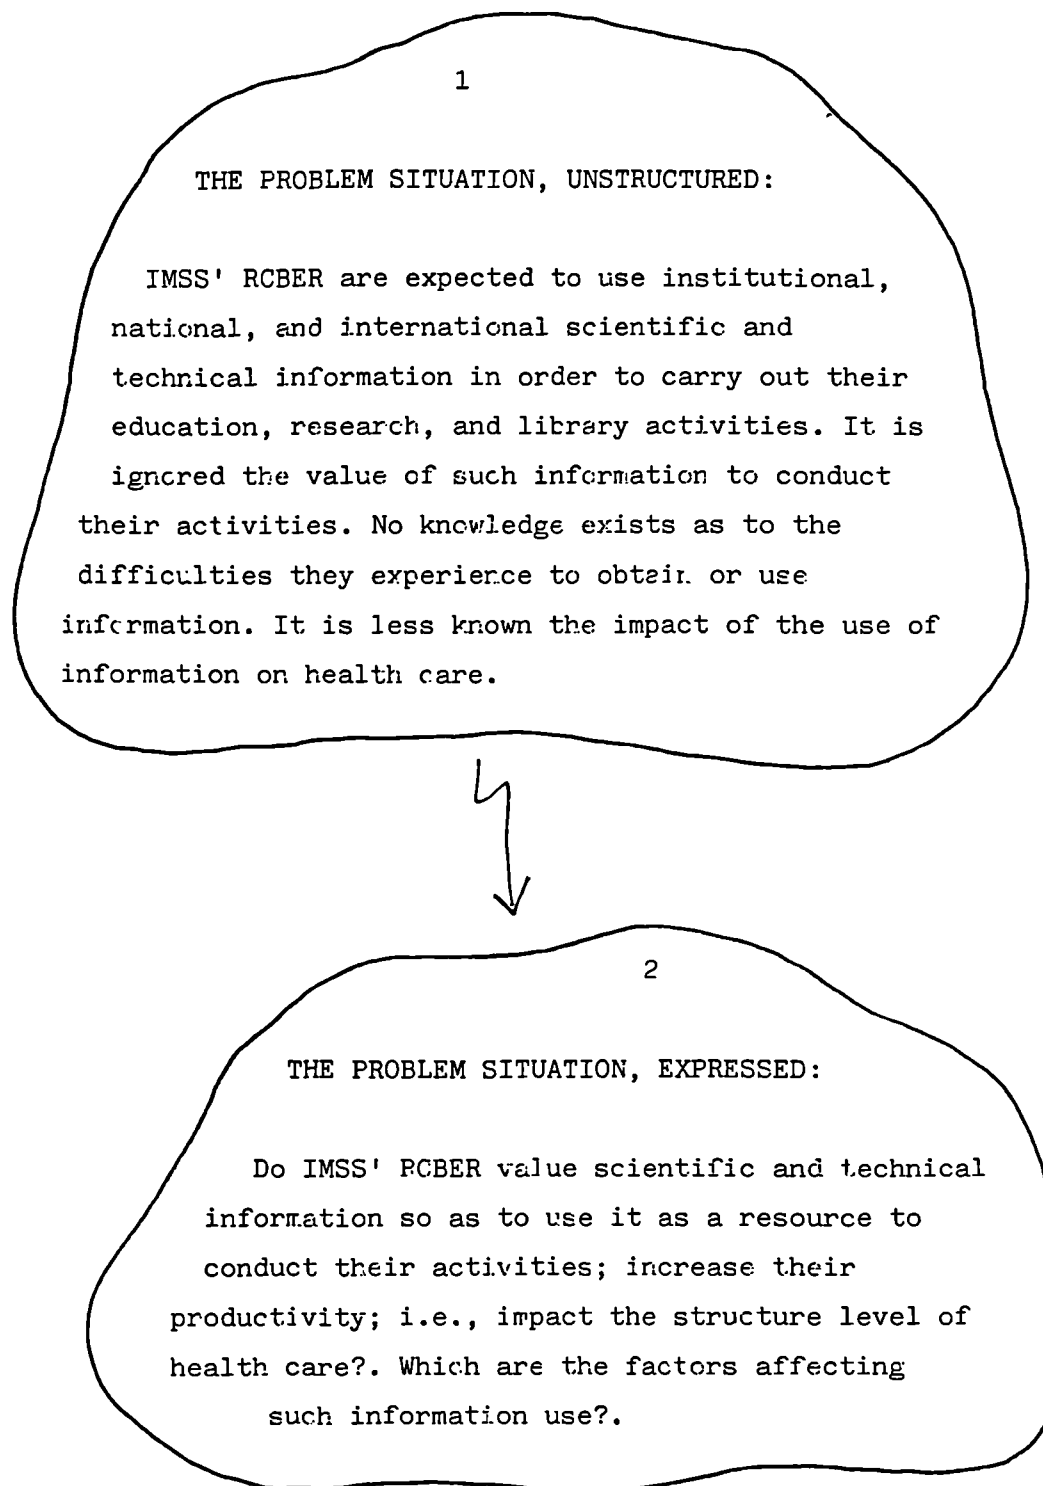 1
THE PROBLEM SITUATION, UNSTRUCTURED:
IMSS' RCBER are expected to use institutional,
national, and international scientific and
technical information in order to carry out their
education, research, and library activities. It is
ignored the value of such information to conduct
their activities. No knowledge exists as to the
difficulties they experience to obtain or use
information. It is less known the impact of the use of
information on health care.
2
THE PROBLEM SITUATION, EXPRESSED:
Do IMSS' RCBER value scientific and technical
information so as to use it as a resource to
conduct their activities; increase their
productivity; i.e., impact the structure level of
health care?. Which are the factors affecting
such information use?.